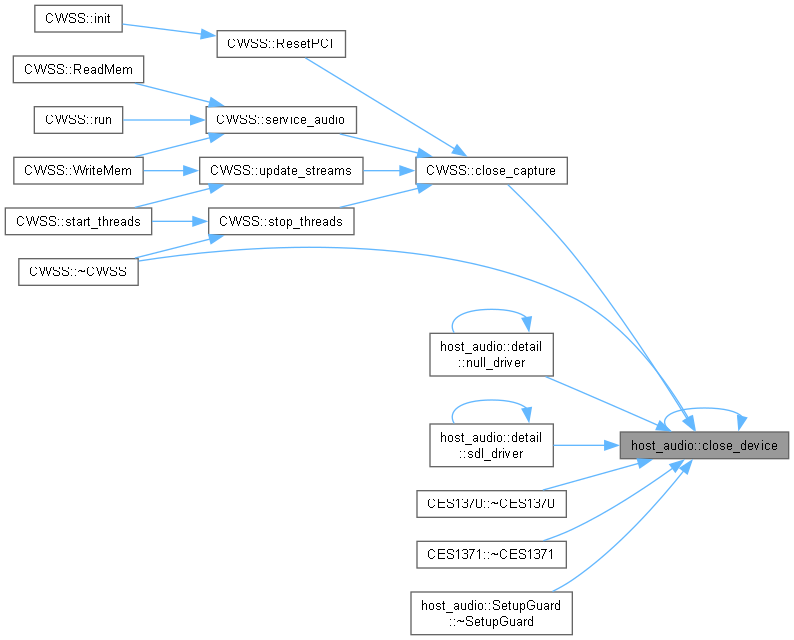 CWSS::init
CWSS::ResetPCI
CWSS::ReadMem
CWSS::run
CWSS::service_audio
CWSS::WriteMem
CWSS::update_streams
CWSS::close_capture
CWSS::start_threads
CWSS::stop_threads
CWSS::~CWSS
host_audio::detail
::null_driver
host_audio::detail
::sdl_driver
host_audio::close_device
CES1370::~CES1370
CES1371::~CES1371
host_audio::SetupGuard
::~SetupGuard